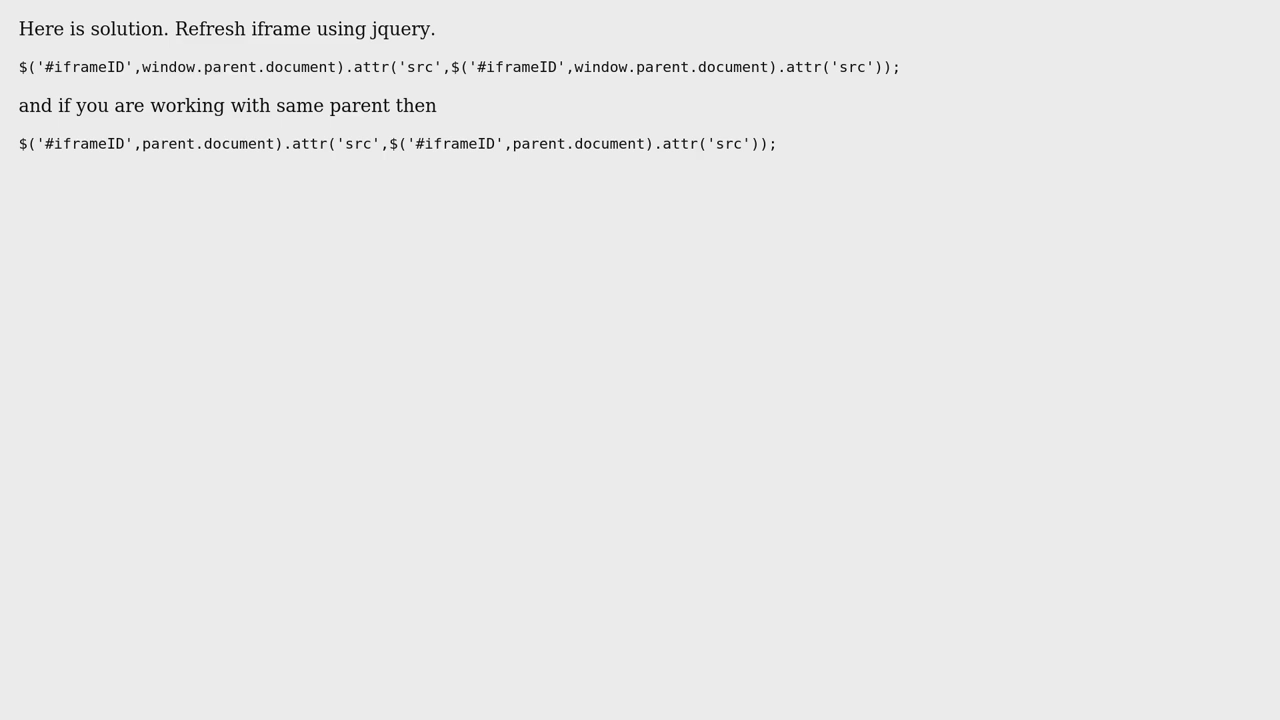 Here is solution. Refresh iframe using jquery.
$('#iframeID',window.parent.document).attr('src',$('#iframeID',window.parent.document).attr('src'));
and if you are working with same parent then
$('#iframeID',parent.document).attr('src',$('#iframeID',parent.document).attr('src'));